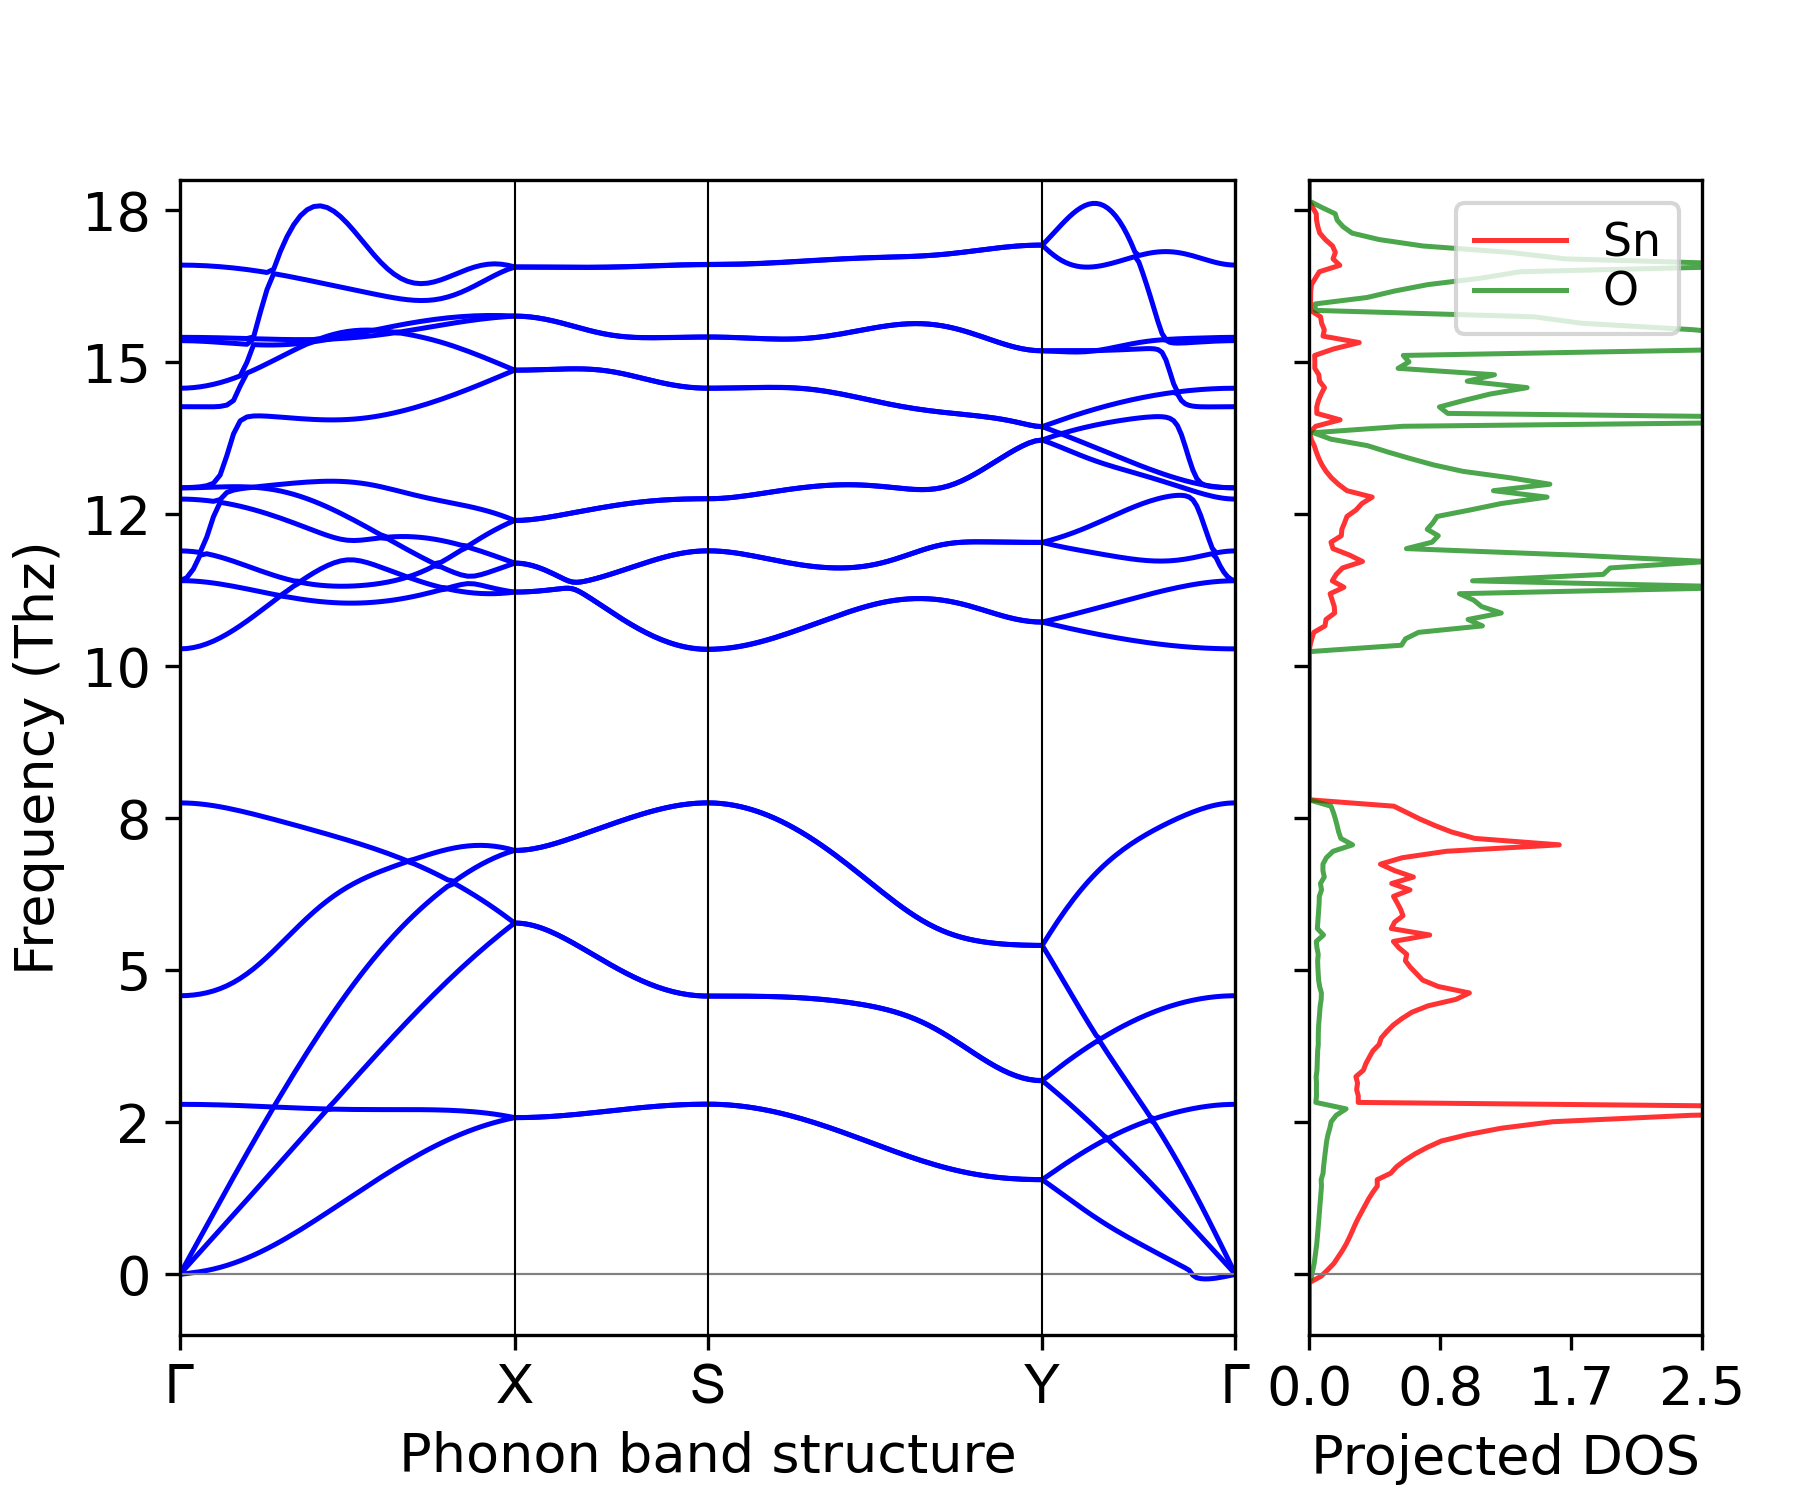 Sn
O
18
15
12
10
8
5
2
0
Frequency (Thz)
Γ X S Y Γ
0.0 0.8 1.7 2.5
Phonon band structure
Projected DOS